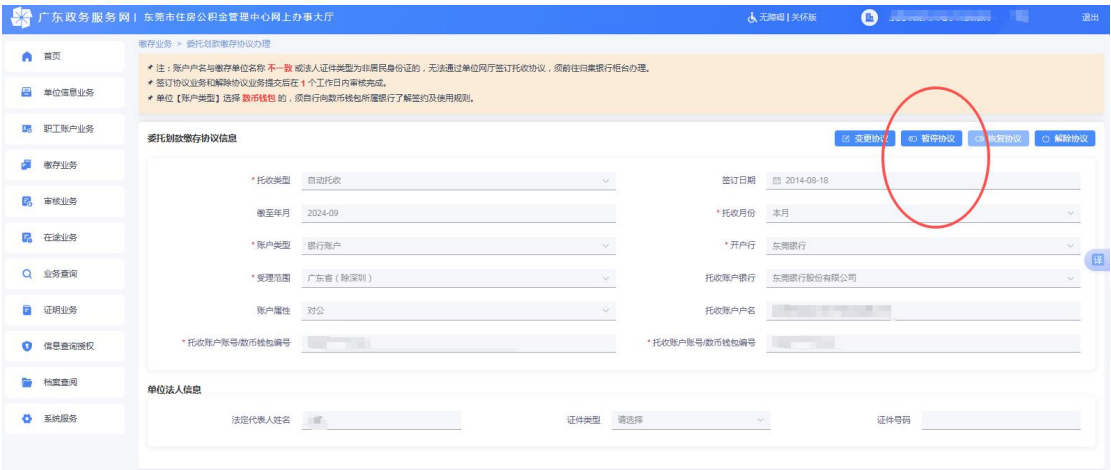 广东政务服务网 | 东莞市住房公积金管理中心网上办事大厅
无障碍 | 关怀版
退出
首页
单位信息业务
职工账户业务
缴存业务
审核业务
在途业务
业务查询
证明业务
信息查询授权
档案查阅
系统服务
缴存业务 > 委托划款缴存协议办理
* 注：账户户名与缴存单位名称 不一致 或法人证件类型为非居民身份证的，无法通过单位网厅签订托收协议，须前往归集银行柜台办理。
* 签订协议业务和解除协议业务提交后在 1 个工作日内审核完成。
* 单位【账户类型】选择 数币钱包 的，须自行向数币钱包所属银行了解签约及使用规则。
委托划款缴存协议信息
变更协议 暂停协议 恢复协议 解除协议
* 托收类型 自动托收 签订日期 2014-08-18
缴至年月 2024-09 * 托收月份 本月
* 账户类型 银行账户 * 开户行 东莞银行
* 受理范围 广东省（除深圳） 托收账户银行 东莞银行股份有限公司
账户属性 对公 托收账户户名
* 托收账户账号/数币钱包编号 * 托收账户账号/数币钱包编号
单位法人信息
法定代表人姓名 证件类型 请选择 证件号码
译